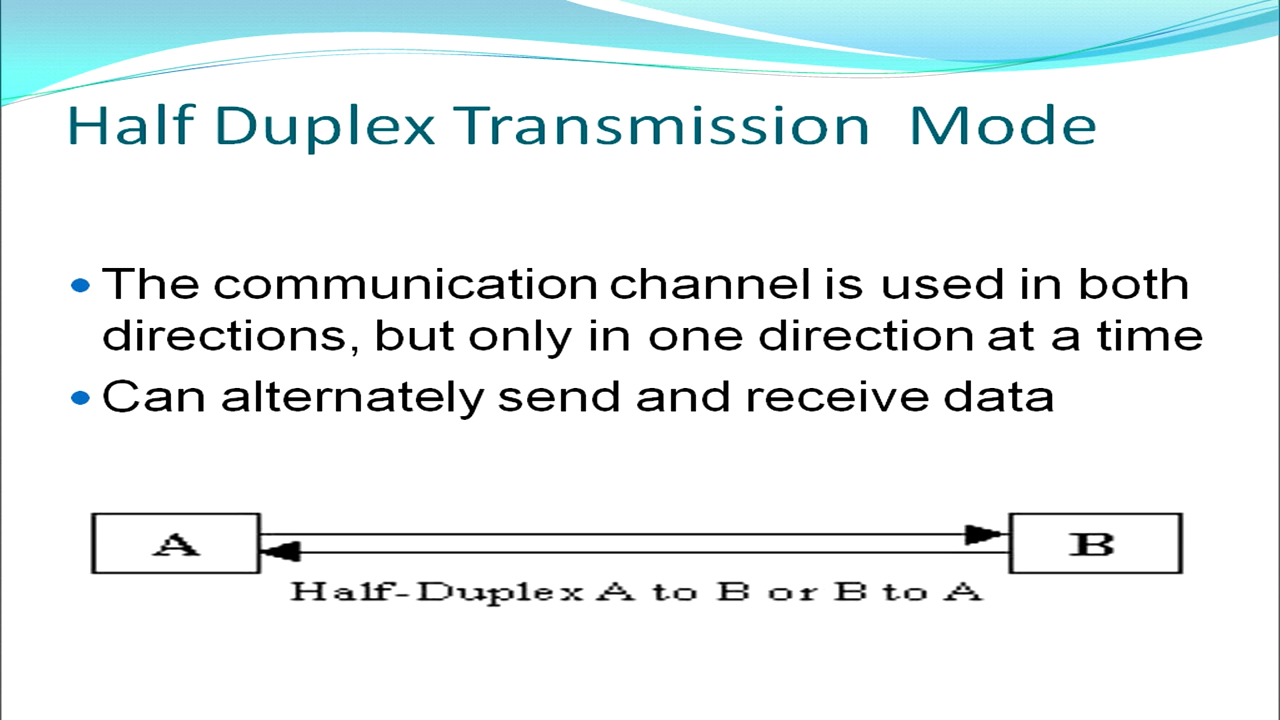 Half Duplex Transmission Mode
• The communication channel is used in both
directions, but only in one direction at a time
• Can alternately send and receive data
A
B
Half-Duplex A to B or B to A